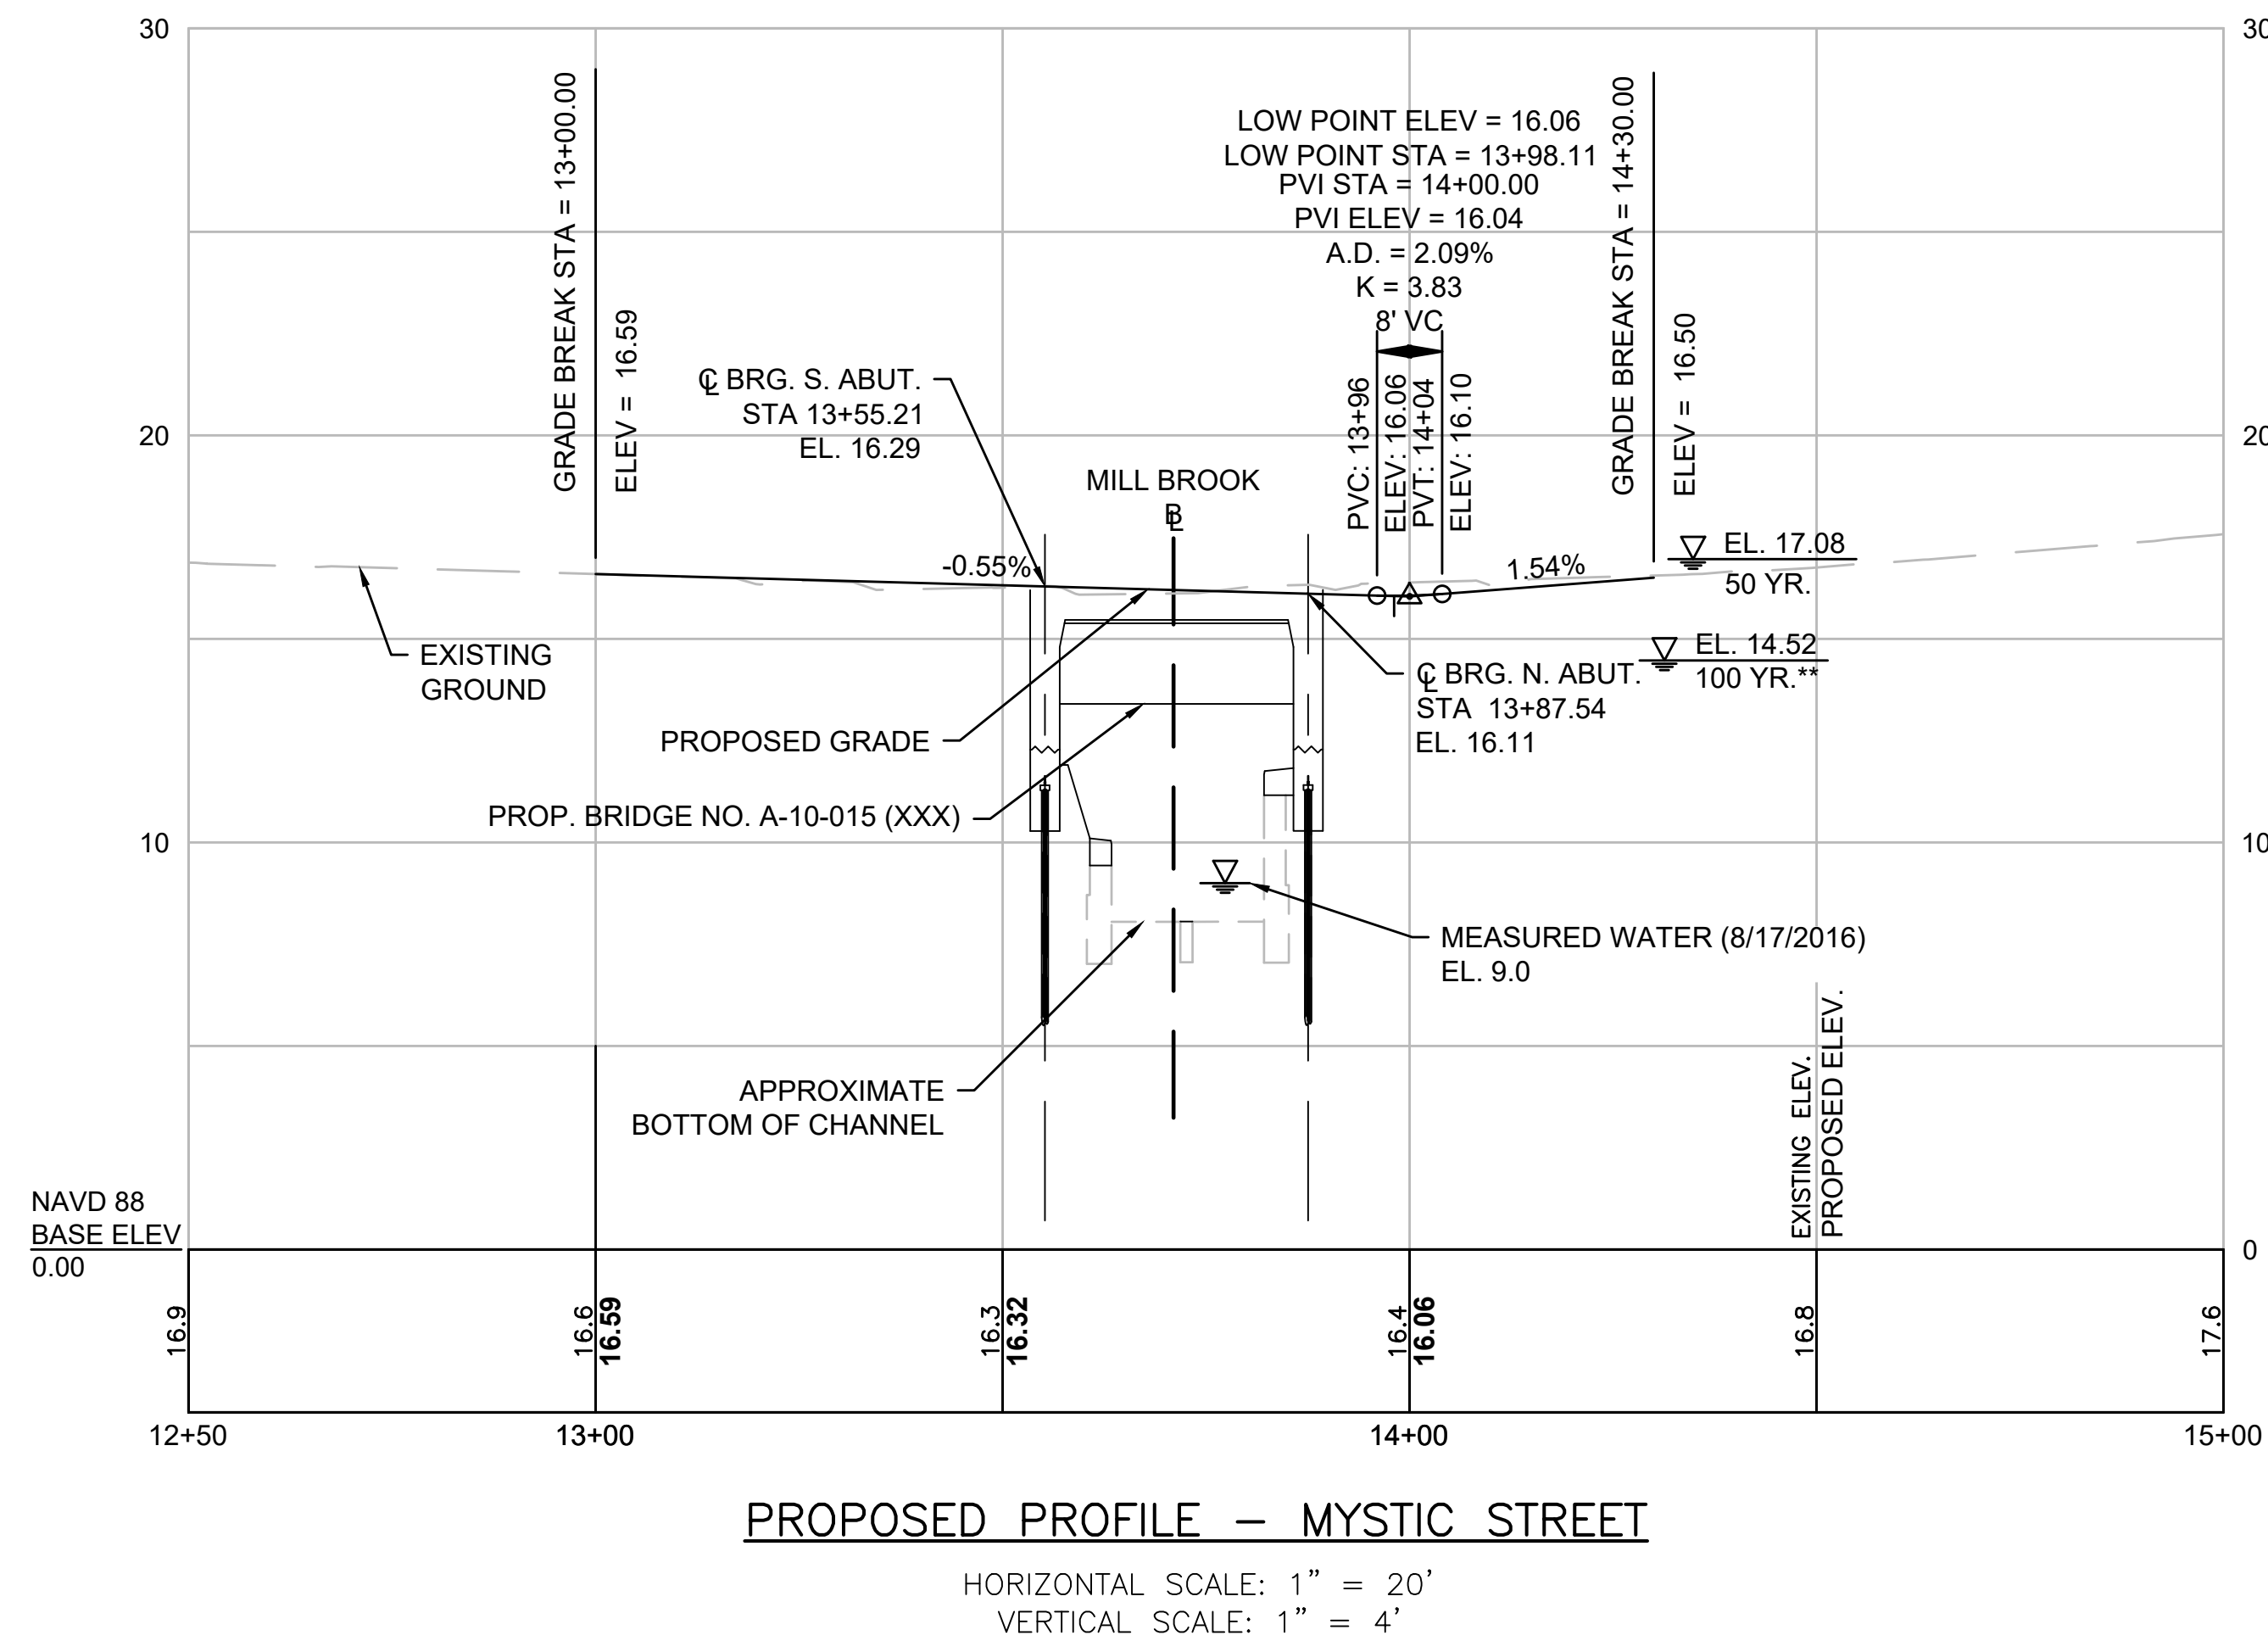 30
30
GRADE BREAK STA = 13+00.00
ELEV = 16.59
LOW POINT ELEV = 16.06
LOW POINT STA = 13+98.11
PVI STA = 14+00.00
PVI ELEV = 16.04
A.D. = 2.09%
K = 3.83
8' VC
PVC: 13+96
ELEV: 16.06
PVT: 14+04
ELEV: 16.10
GRADE BREAK STA = 14+30.00
ELEV = 16.50
℄ BRG. S. ABUT.
STA 13+55.21
EL. 16.29
20
20
MILL BROOK
BL
-0.55%
1.54%
EL. 17.08
50 YR.
EL. 14.52
100 YR.**
EXISTING
GROUND
℄ BRG. N. ABUT.
STA 13+87.54
EL. 16.11
PROPOSED GRADE
PROP. BRIDGE NO. A-10-015 (XXX)
10
10
MEASURED WATER (8/17/2016)
EL. 9.0
APPROXIMATE
BOTTOM OF CHANNEL
EXISTING ELEV.
PROPOSED ELEV.
NAVD 88
BASE ELEV
0.00
0
16.9
16.6
16.59
16.3
16.32
16.4
16.06
16.8
17.6
12+50
13+00
14+00
15+00
PROPOSED PROFILE – MYSTIC STREET
HORIZONTAL SCALE: 1" = 20'
VERTICAL SCALE: 1" = 4'